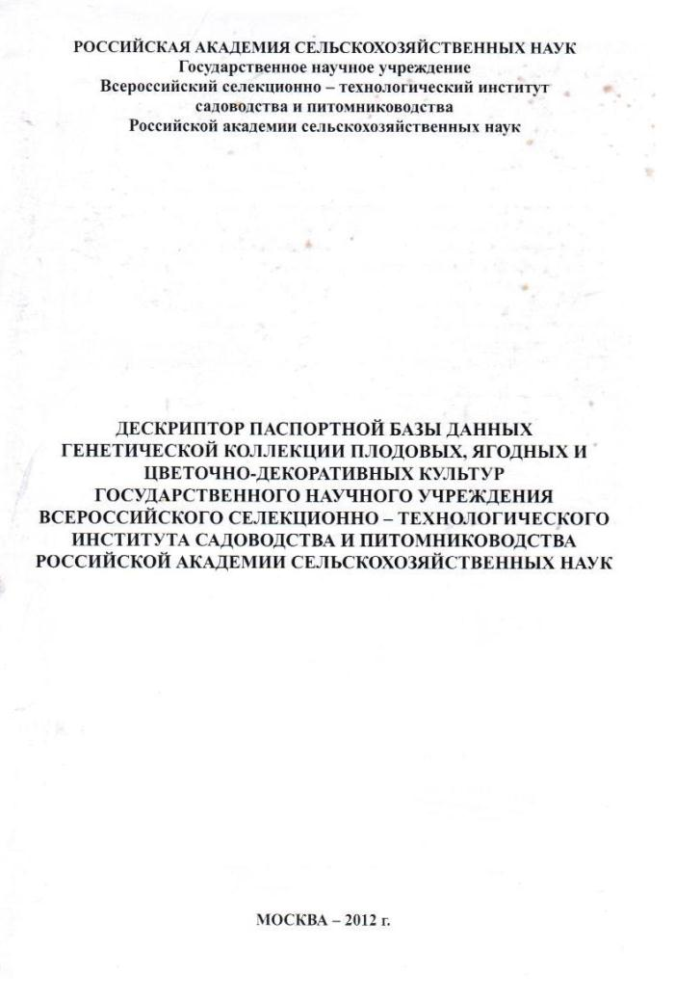 РОССИЙСКАЯ АКАДЕМИЯ СЕЛЬСКОХОЗЯЙСТВЕННЫХ НАУК
Государственное научное учреждение
Всероссийский селекционно – технологический институт
садоводства и питомниководства
Российской академии сельскохозяйственных наук
ДЕСКРИПТОР ПАСПОРТНОЙ БАЗЫ ДАННЫХ
ГЕНЕТИЧЕСКОЙ КОЛЛЕКЦИИ ПЛОДОВЫХ, ЯГОДНЫХ И
ЦВЕТОЧНО-ДЕКОРАТИВНЫХ КУЛЬТУР
ГОСУДАРСТВЕННОГО НАУЧНОГО УЧРЕЖДЕНИЯ
ВСЕРОССИЙСКОГО СЕЛЕКЦИОННО – ТЕХНОЛОГИЧЕСКОГО
ИНСТИТУТА САДОВОДСТВА И ПИТОМНИКОВОДСТВА
РОССИЙСКОЙ АКАДЕМИИ СЕЛЬСКОХОЗЯЙСТВЕННЫХ НАУК
МОСКВА – 2012 г.